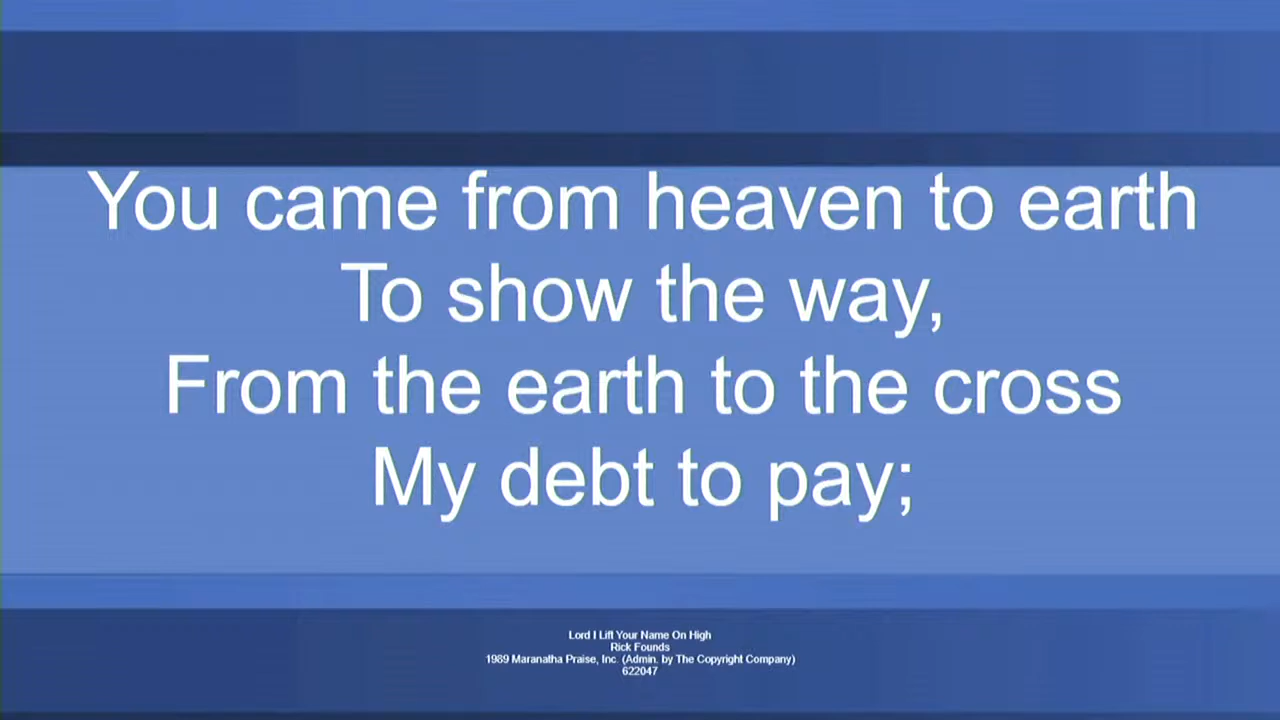 You came from heaven to earth
To show the way,
From the earth to the cross
My debt to pay;
Lord I Lift Your Name On High
Rick Founds
1989 Maranatha Praise, Inc. (Admin. by The Copyright Company)
622047